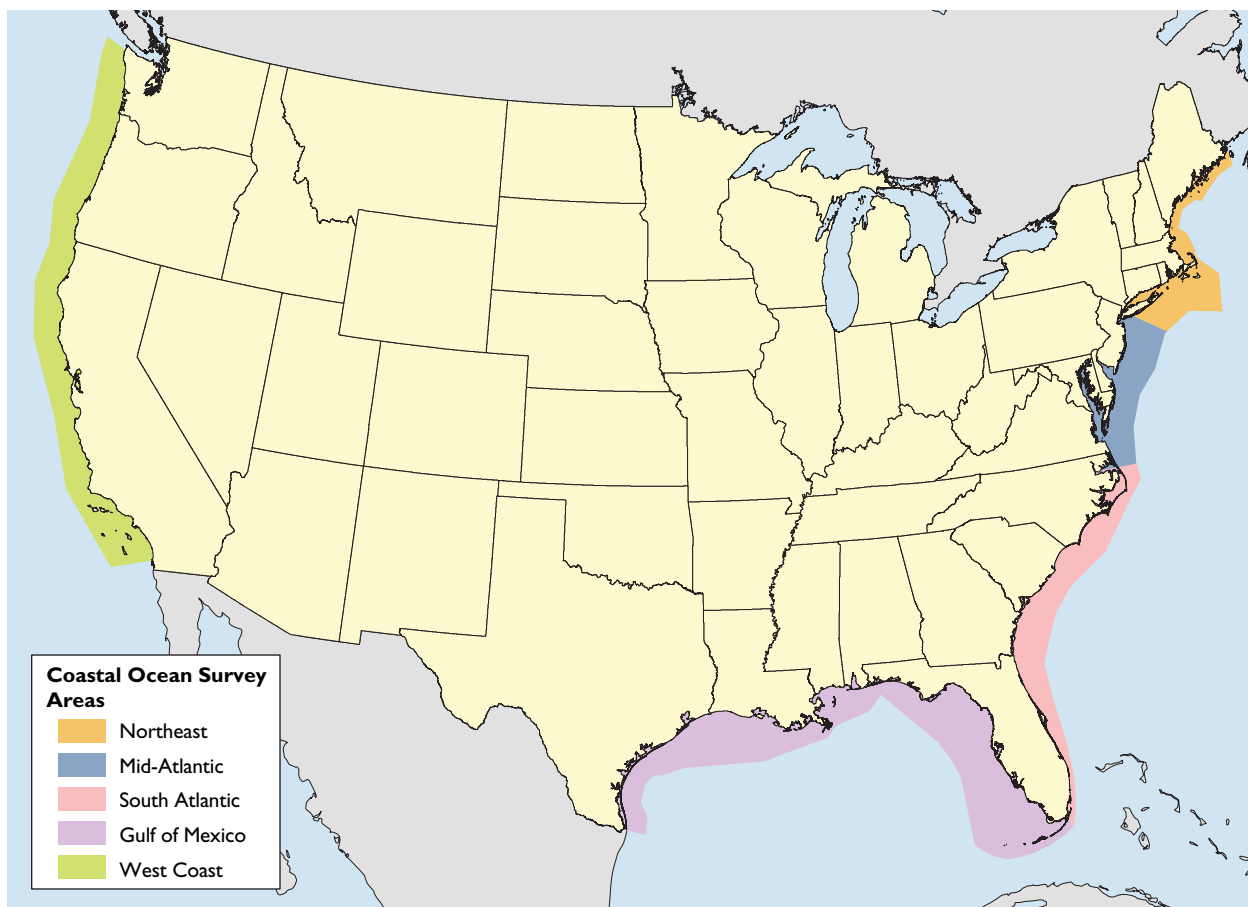 Coastal Ocean Survey
Areas
Northeast
Mid-Atlantic
South Atlantic
Gulf of Mexico
West Coast